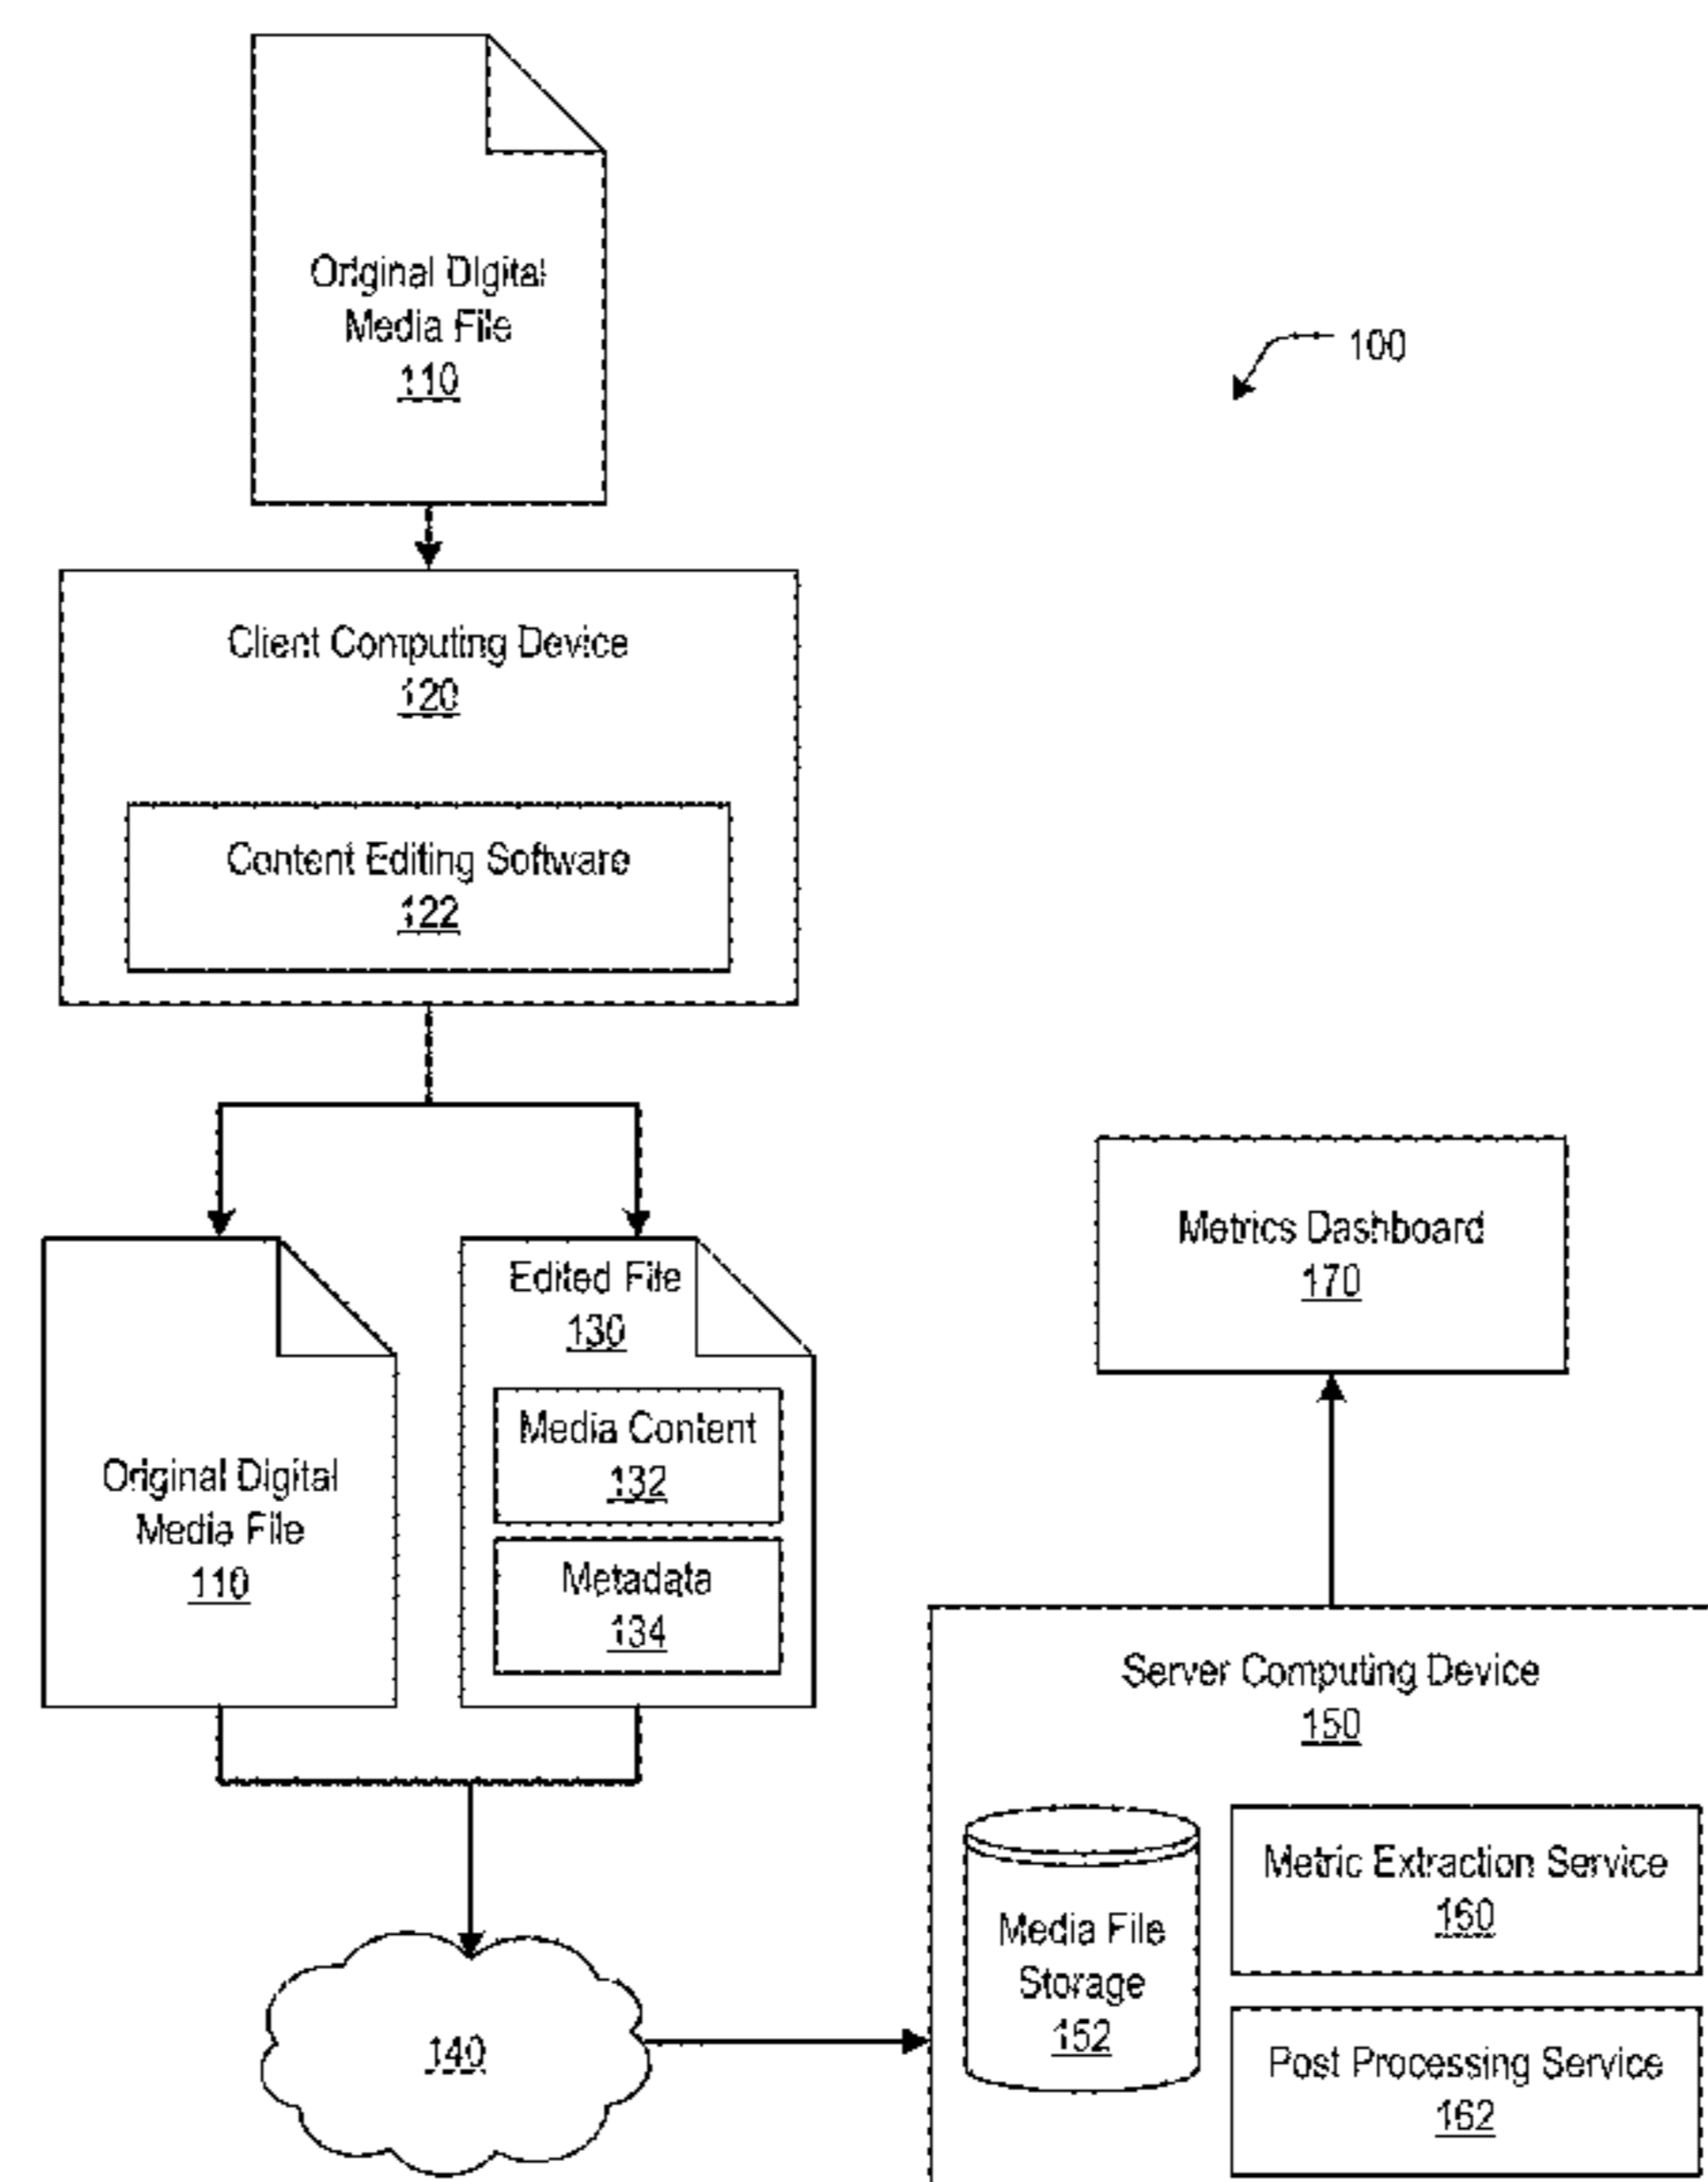 Original Digital
Media File
110
100
Client Computing Device
120
Content Editing Software
122
Original Digital
Media File
110
Edited File
130
Media Content
132
Metadata
134
Metrics Dashboard
170
Server Computing Device
150
Media File
Storage
152
Metric Extraction Service
160
Post Processing Service
162
140